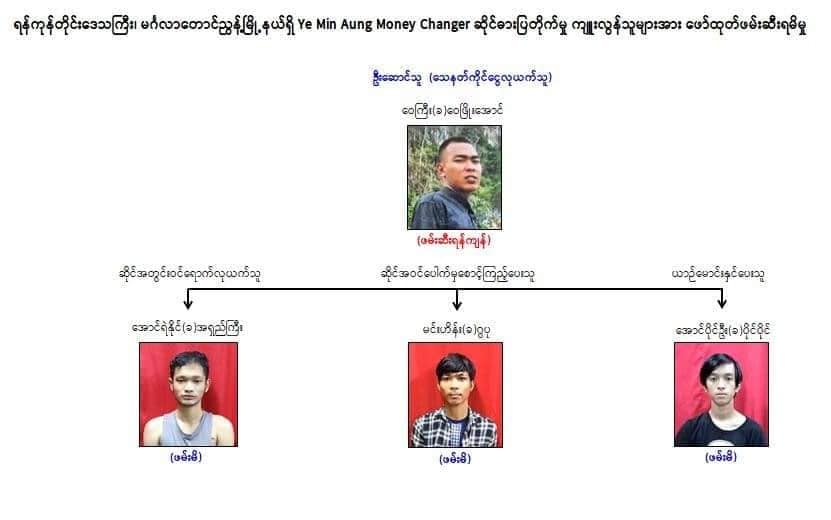 ရန်ကုန်တိုင်းဒေသကြီး၊ မင်္ဂလာတောင်ညွန့်မြို့နယ်ရှိ Ye Min Aung Money Changer ဆိုင်ဓားပြတိုက်မှု ကျူးလွန်သူများအား ဖော်ထုတ်ဖမ်းဆီးရမိမှု
ဦးဆောင်သူ (သေနတ်ကိုင်ငွေလုယက်သူ)
ဝေကြီး(ခ)ဝေဖြိုးအောင်
(ဖမ်းဆီးရန်ကျန်)
ဆိုင်အတွင်းဝင်ရောက်လုယက်သူ
ဆိုင်အဝင်ပေါက်မှစောင့်ကြည့်ပေးသူ
ယာဉ်မောင်းနှင်ပေးသူ
အောင်ရဲနိုင်(ခ)အရှည်ကြီး
မင်းဟိန်း(ခ)ဂွပု
အောင်ပိုင်ဦး(ခ)ပိုင်ပိုင်
(ဖမ်းမိ)
(ဖမ်းမိ)
(ဖမ်းမိ)